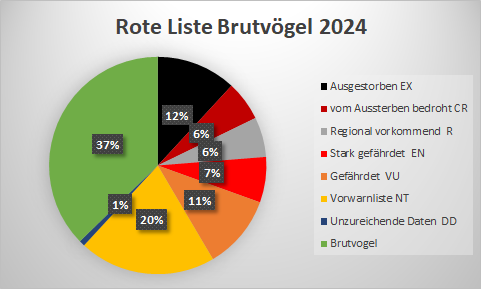 Rote Liste Brutvögel 2024
12%
6%
6%
7%
11%
20%
1%
37%
Ausgestorben EX
vom Aussterben bedroht CR
Regional vorkommend R
Stark gefährdet EN
Gefährdet VU
Vorwarnliste NT
Unzureichende Daten DD
Brutvogel